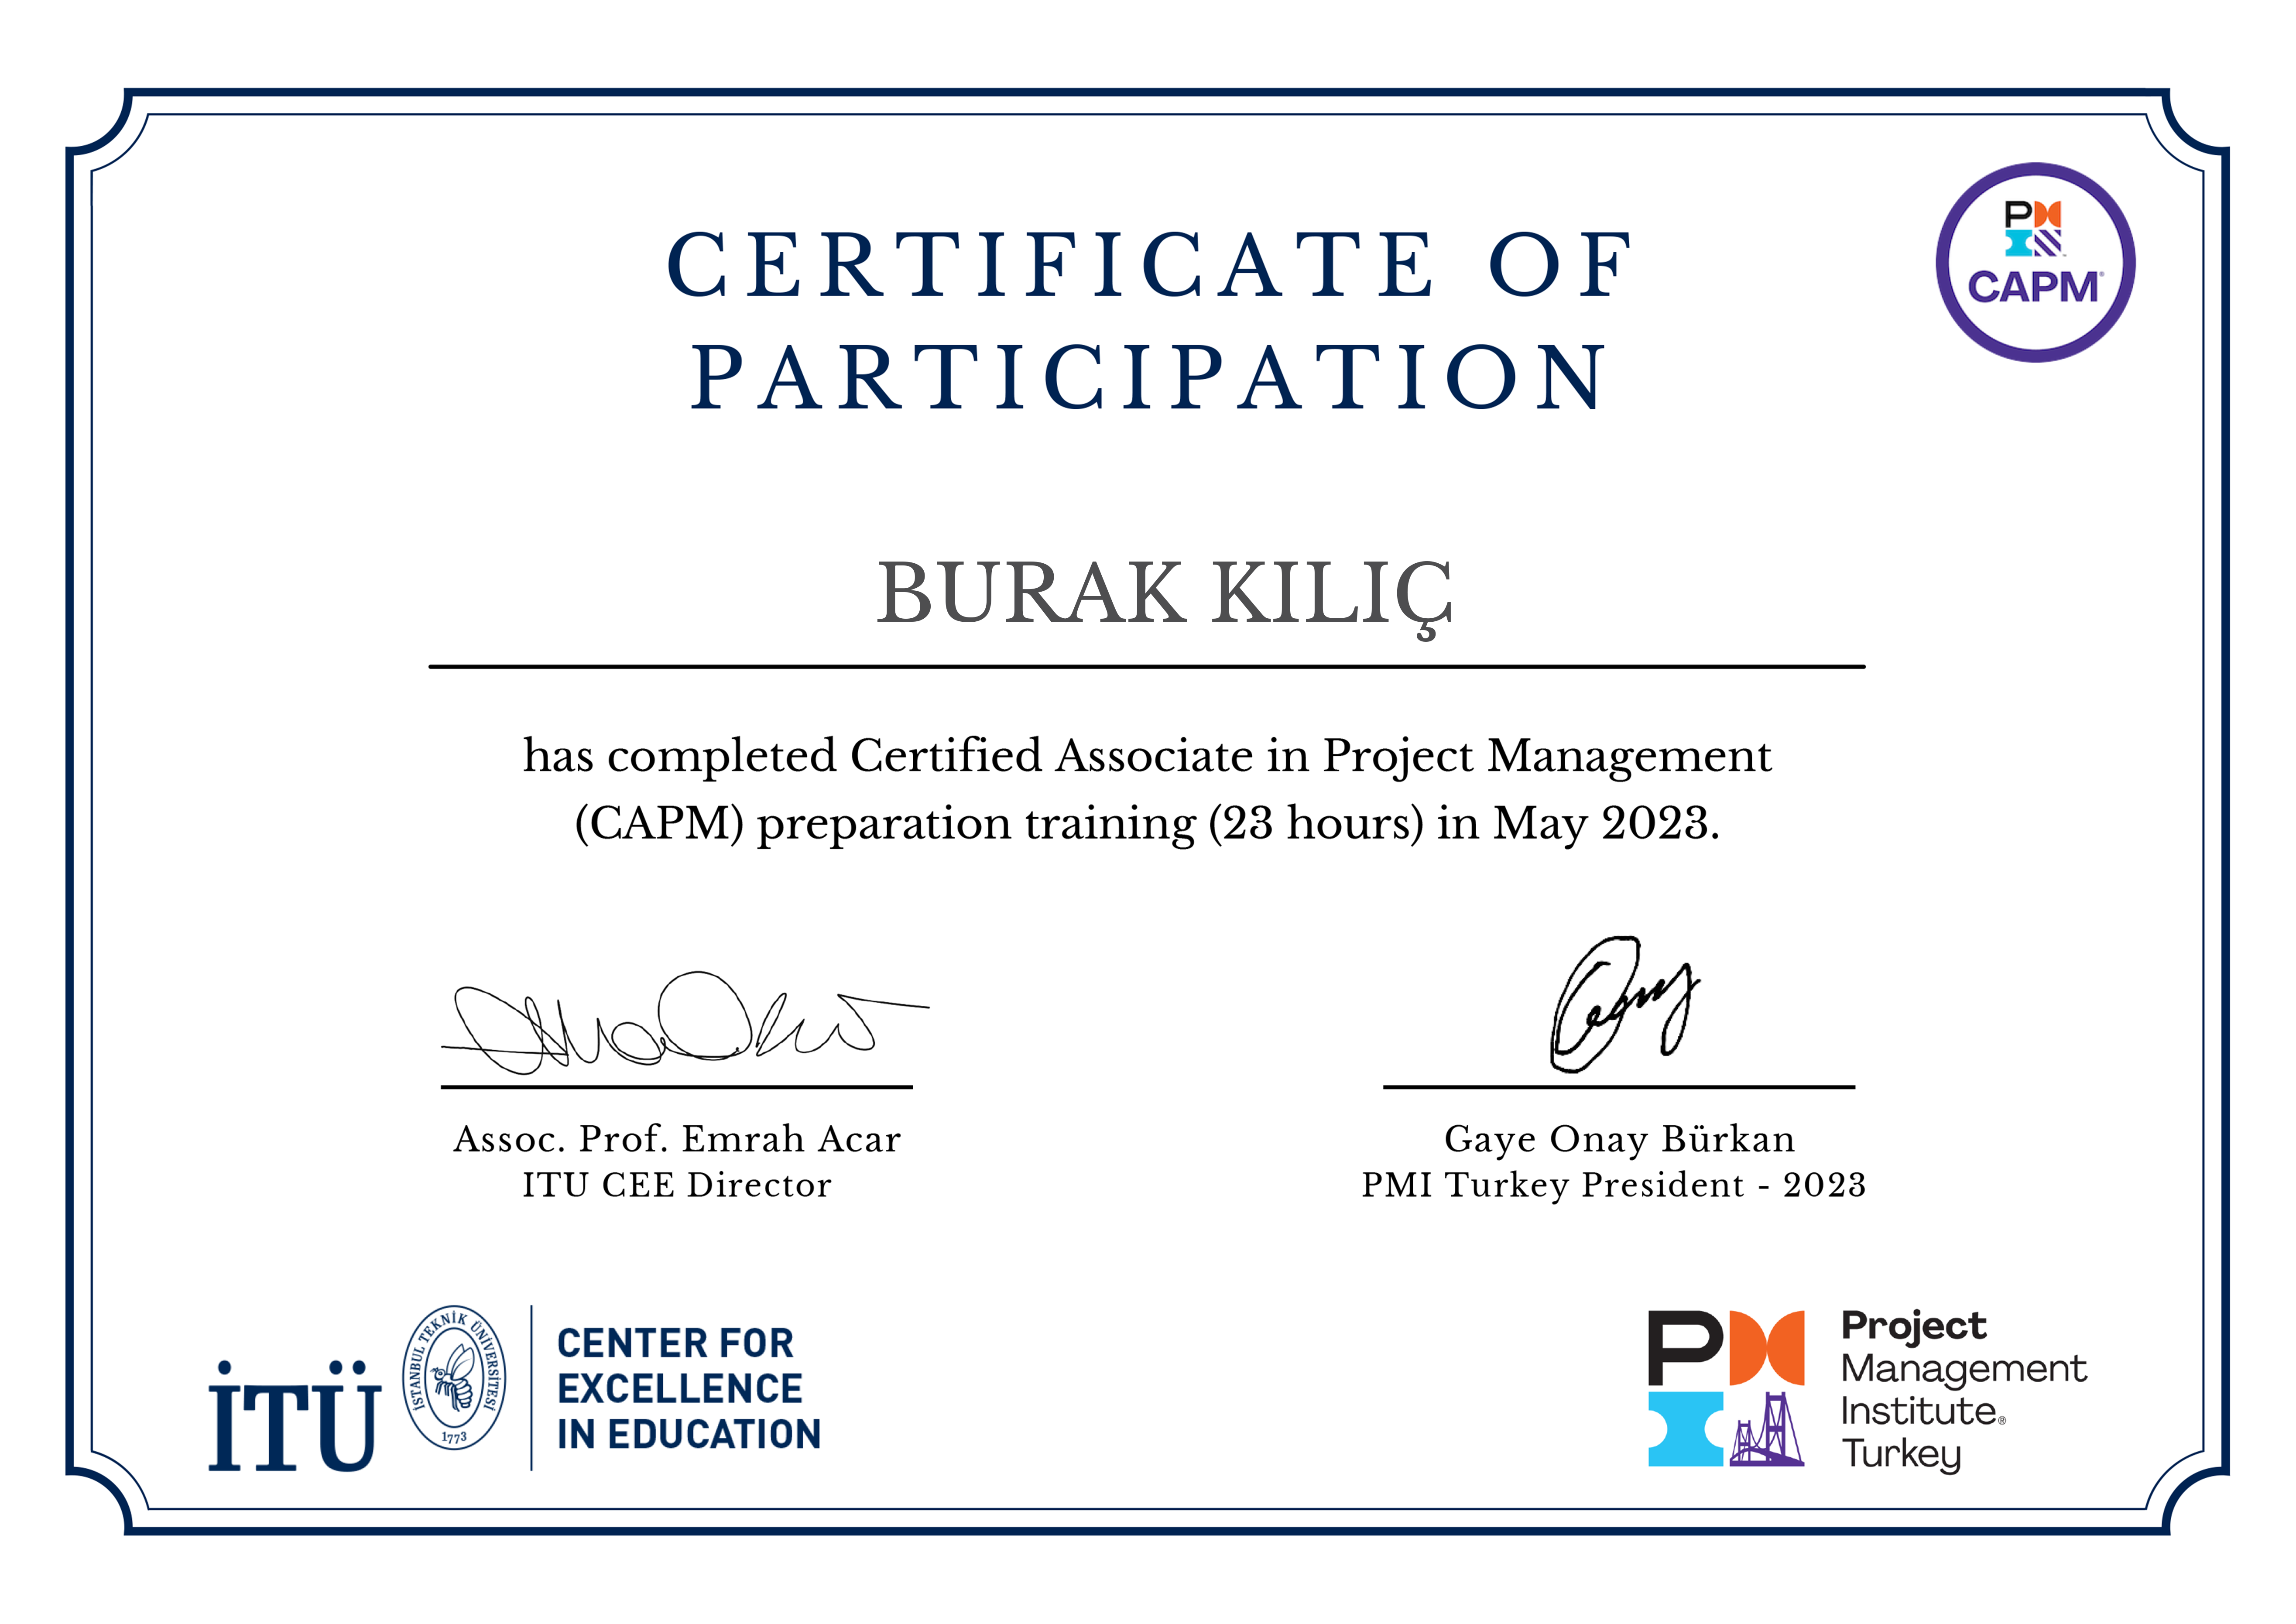 CERTIFICATE OF
PARTICIPATION
PM
CAPM®
BURAK KILIÇ
has completed Certified Associate in Project Management
(CAPM) preparation training (23 hours) in May 2023.
Assoc. Prof. Emrah Acar
ITU CEE Director
Gaye Onay Bürkan
PMI Turkey President - 2023
İTÜ
İSTANBUL TEKNİK ÜNİVERSİTESİ
1773
CENTER FOR
EXCELLENCE
IN EDUCATION
PM
Project
Management
Institute®
Turkey